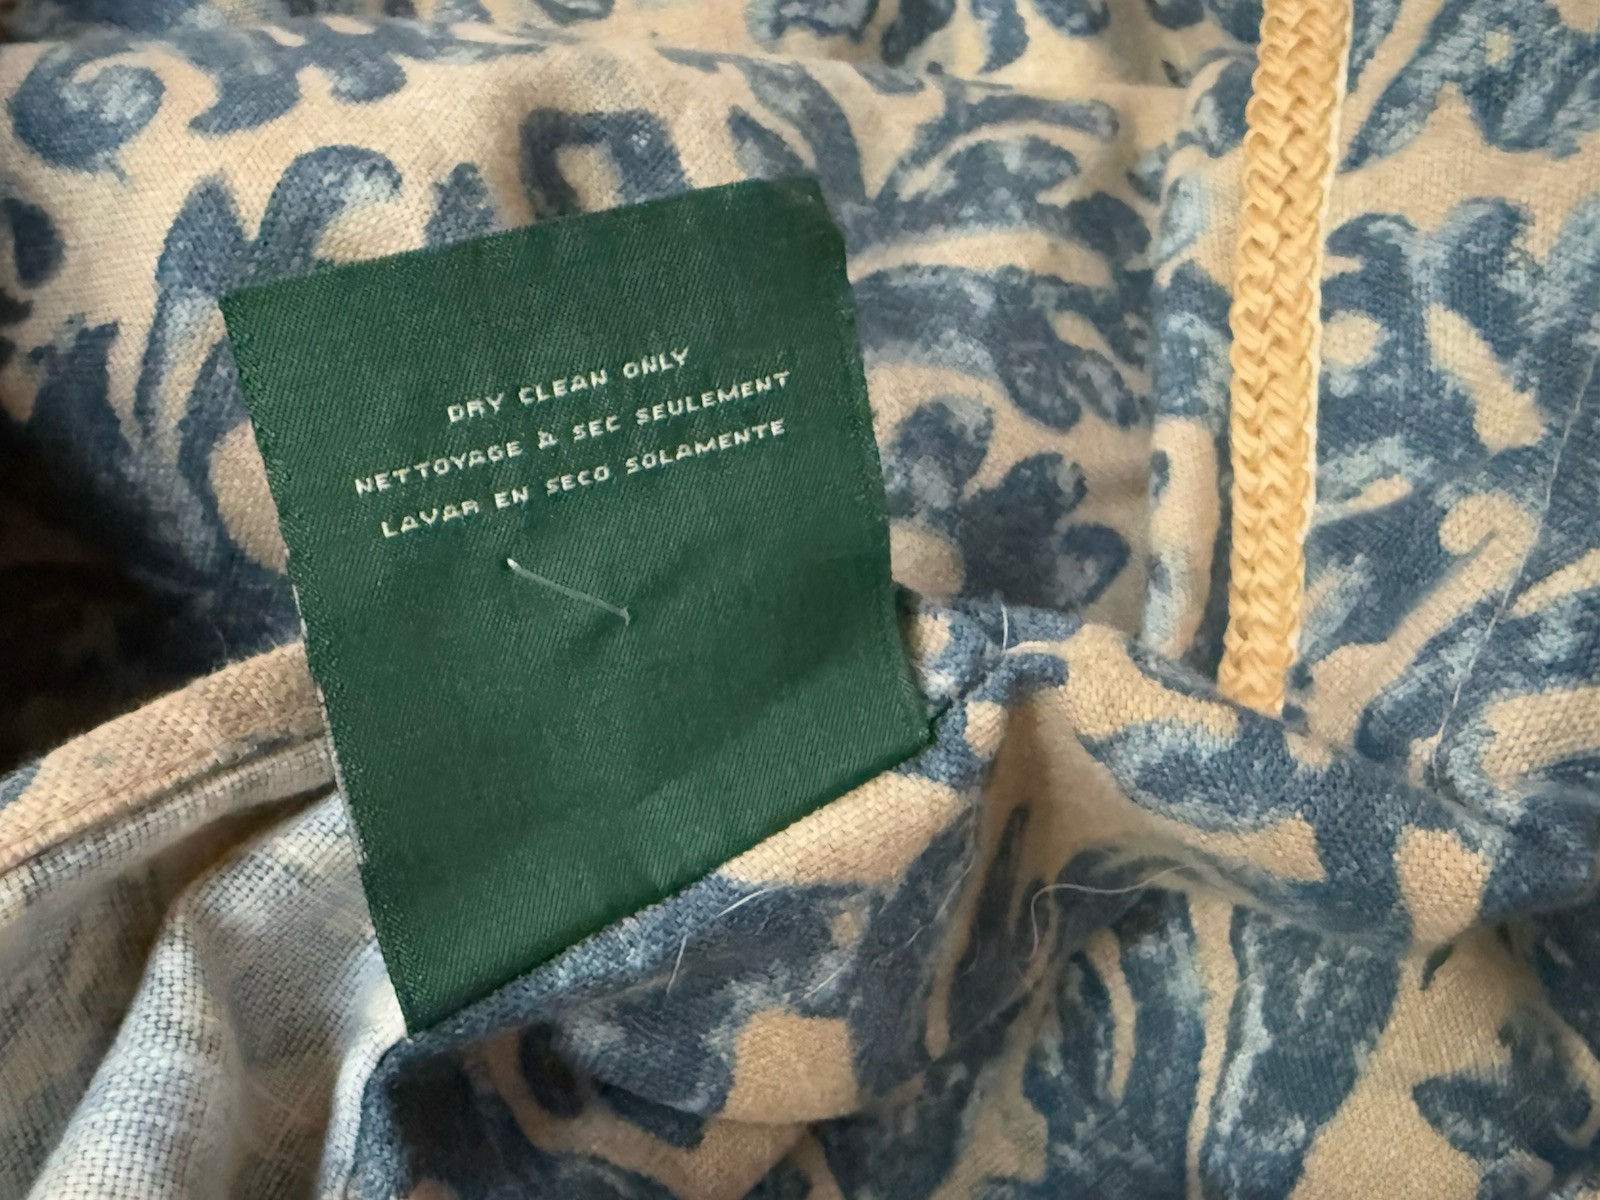 DRY CLEAN ONLY
NETTOYAGE À SEC SEULEMENT
LAVAR EN SECO SOLAMENTE